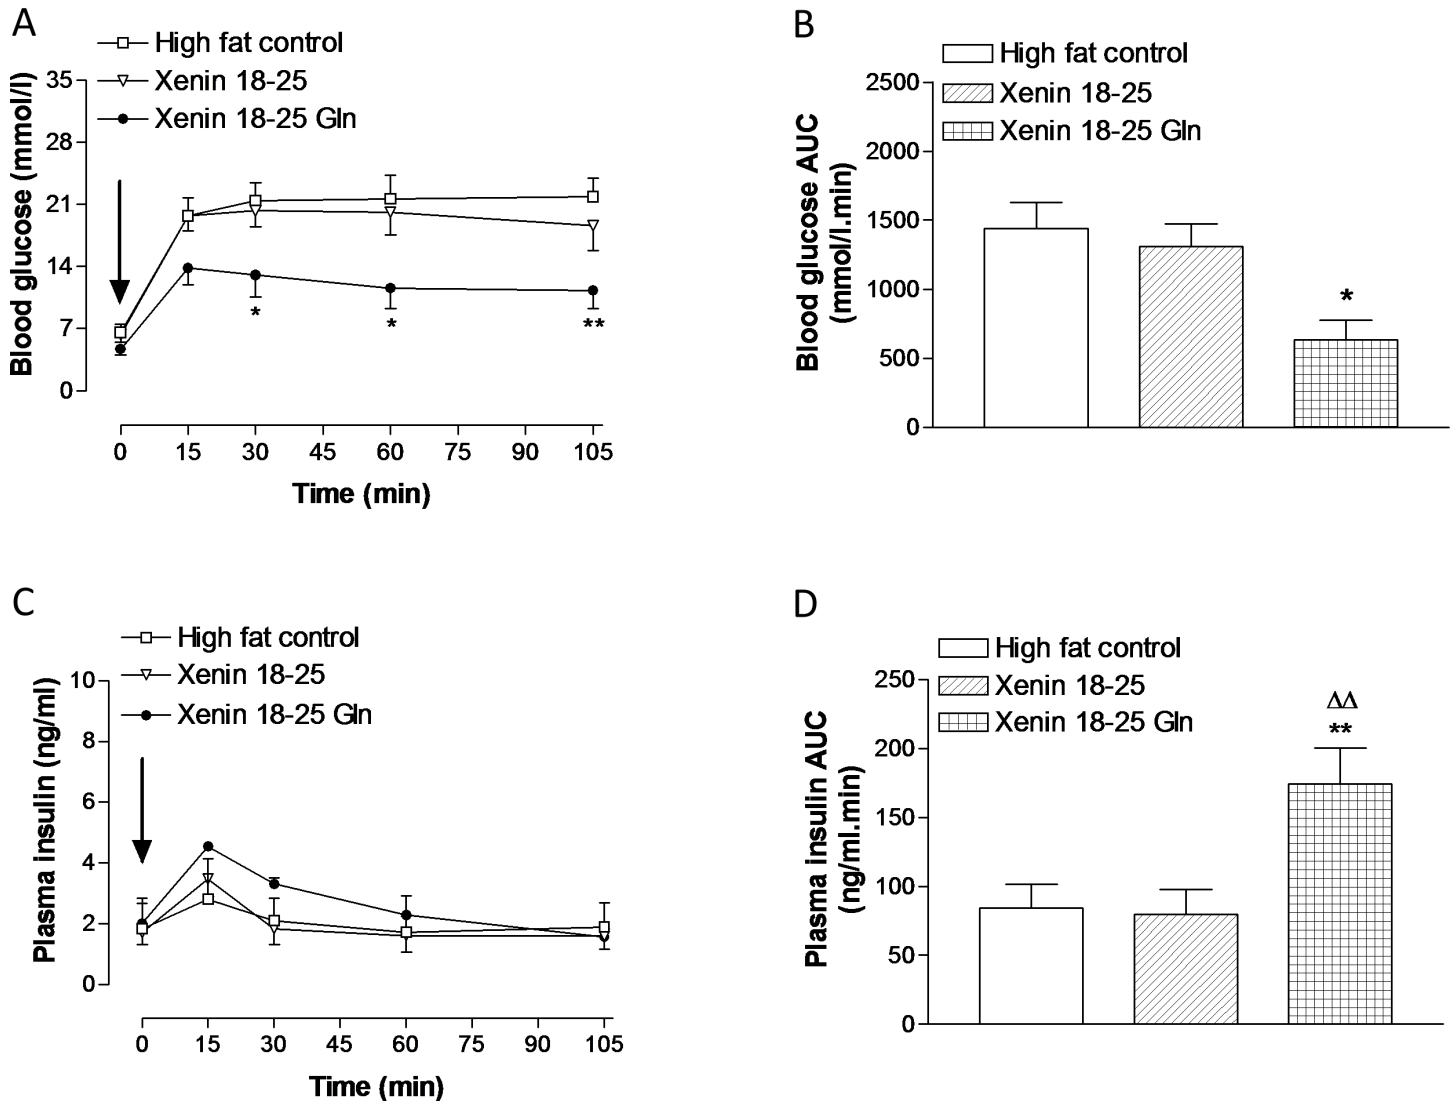 A
High fat control
Xenin 18-25
Xenin 18-25 Gln
Blood glucose (mmol/l)
35
28
21
14
7
0
* * **
0 15 30 45 60 75 90 105
Time (min)
B
High fat control
Xenin 18-25
Xenin 18-25 Gln
Blood glucose AUC
(mmol/l.min)
2500
2000
1500
1000
500
0
*
C
High fat control
Xenin 18-25
Xenin 18-25 Gln
Plasma insulin (ng/ml)
10
8
6
4
2
0
0 15 30 45 60 75 90 105
Time (min)
D
High fat control
Xenin 18-25
Xenin 18-25 Gln
Plasma insulin AUC
(ng/ml.min)
250
200
150
100
50
0
ΔΔ
**